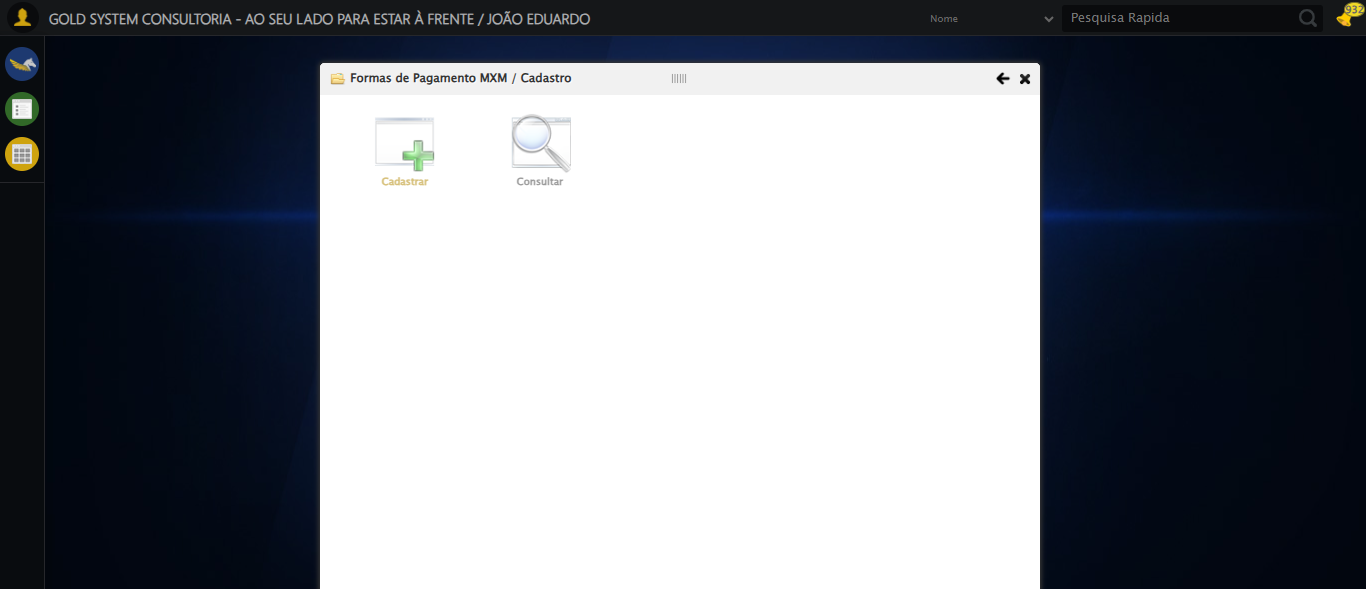 GOLD SYSTEM CONSULTORIA - AO SEU LADO PARA ESTAR À FRENTE / JOÃO EDUARDO
Nome
Pesquisa Rapida
932
Formas de Pagamento MXM / Cadastro
Cadastrar
Consultar